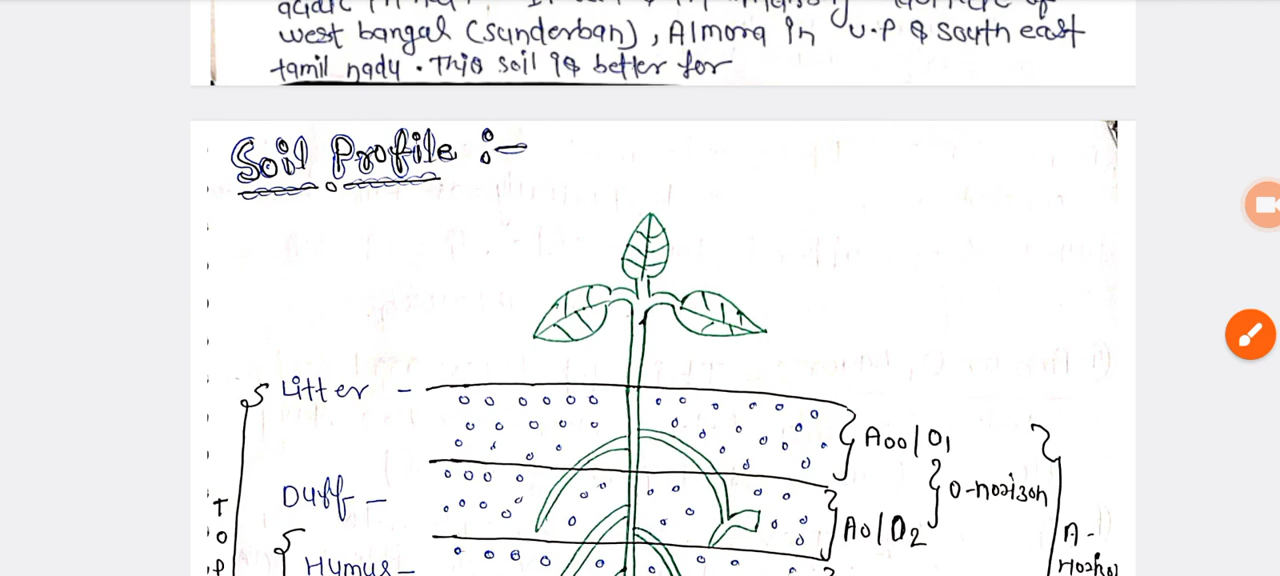 west bangal (sunderban), Almora in U.P & south east
tamil nadu. This soil is better for
Soil Profile :-
Litter -
A00/O1
Duff -
O-horizon
A0/O2
A-
Humus-